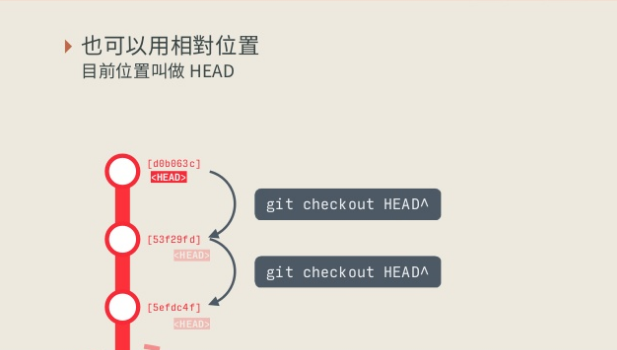 也可以用相對位置
目前位置叫做 HEAD
[d0b063c]
<HEAD>
git checkout HEAD^
[53f29fd]
<HEAD>
git checkout HEAD^
[5efdc4f]
<HEAD>